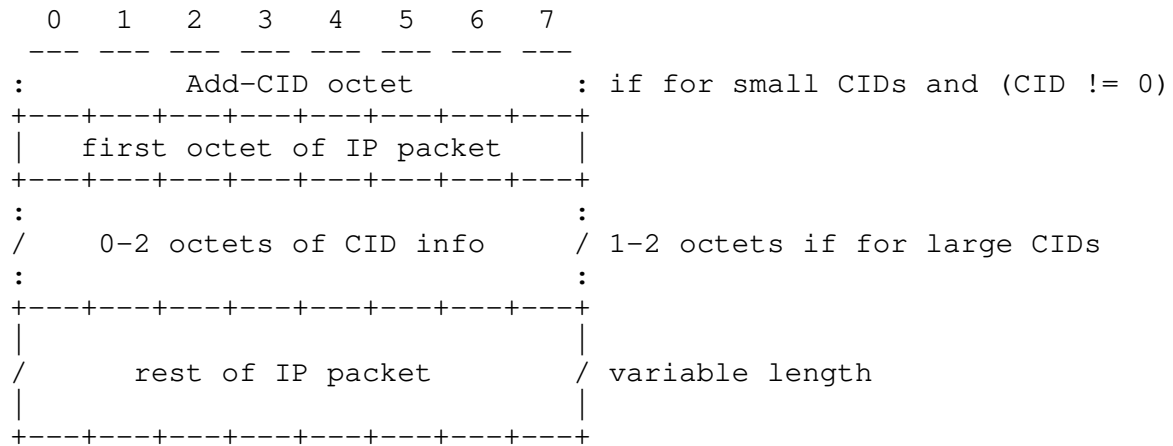 0   1   2   3   4   5   6   7
 --- --- --- --- --- --- --- ---
:         Add-CID octet         : if for small CIDs and (CID != 0)
+---+---+---+---+---+---+---+---+
|   first octet of IP packet    |
+---+---+---+---+---+---+---+---+
:                               :
/    0-2 octets of CID info     / 1-2 octets if for large CIDs
:                               :
+---+---+---+---+---+---+---+---+
|                               |
/      rest of IP packet        / variable length
|                               |
+---+---+---+---+---+---+---+---+